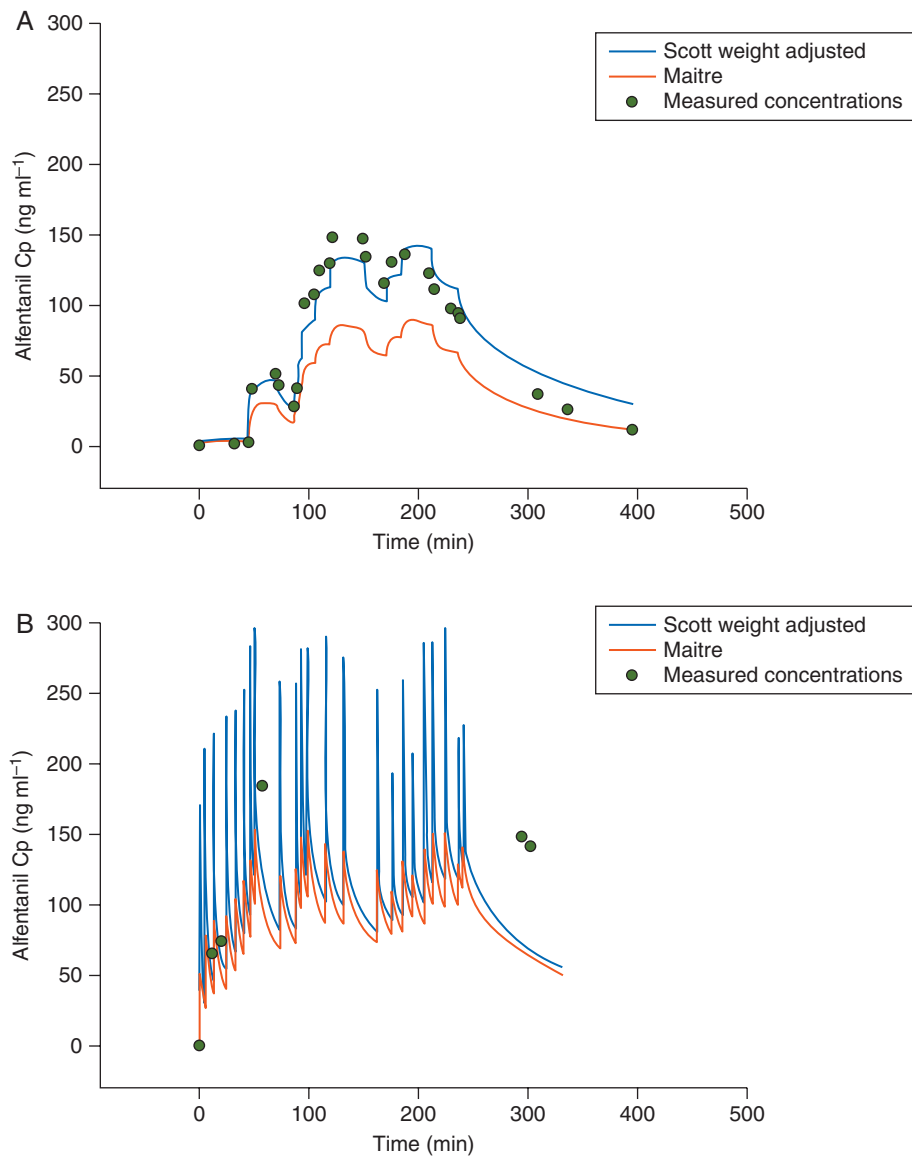 A
300
250
200
150
100
50
0
Alfentanil Cp (ng ml⁻¹)
0 100 200 300 400 500
Time (min)
Scott weight adjusted
Maitre
Measured concentrations
B
300
250
200
150
100
50
0
Alfentanil Cp (ng ml⁻¹)
0 100 200 300 400 500
Time (min)
Scott weight adjusted
Maitre
Measured concentrations